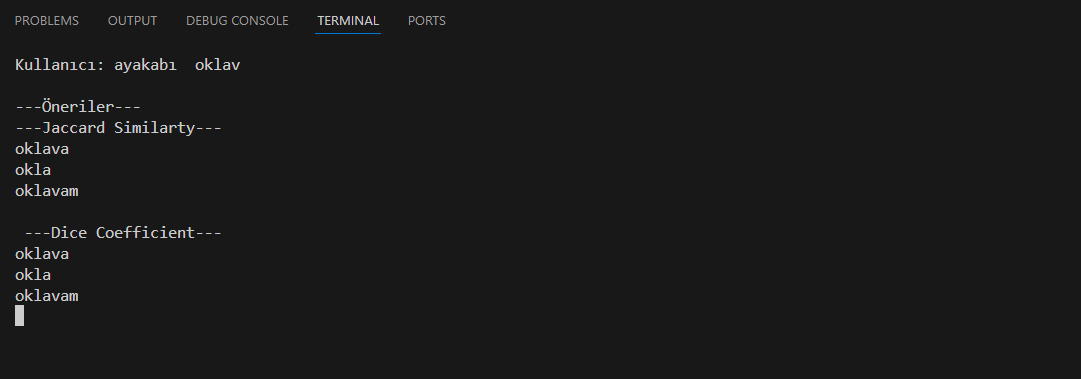 PROBLEMS OUTPUT DEBUG CONSOLE TERMINAL PORTS
Kullanıcı: ayakabı  oklav
---Öneriler---
---Jaccard Similarty---
oklava
okla
oklavam
---Dice Coefficient---
oklava
okla
oklavam